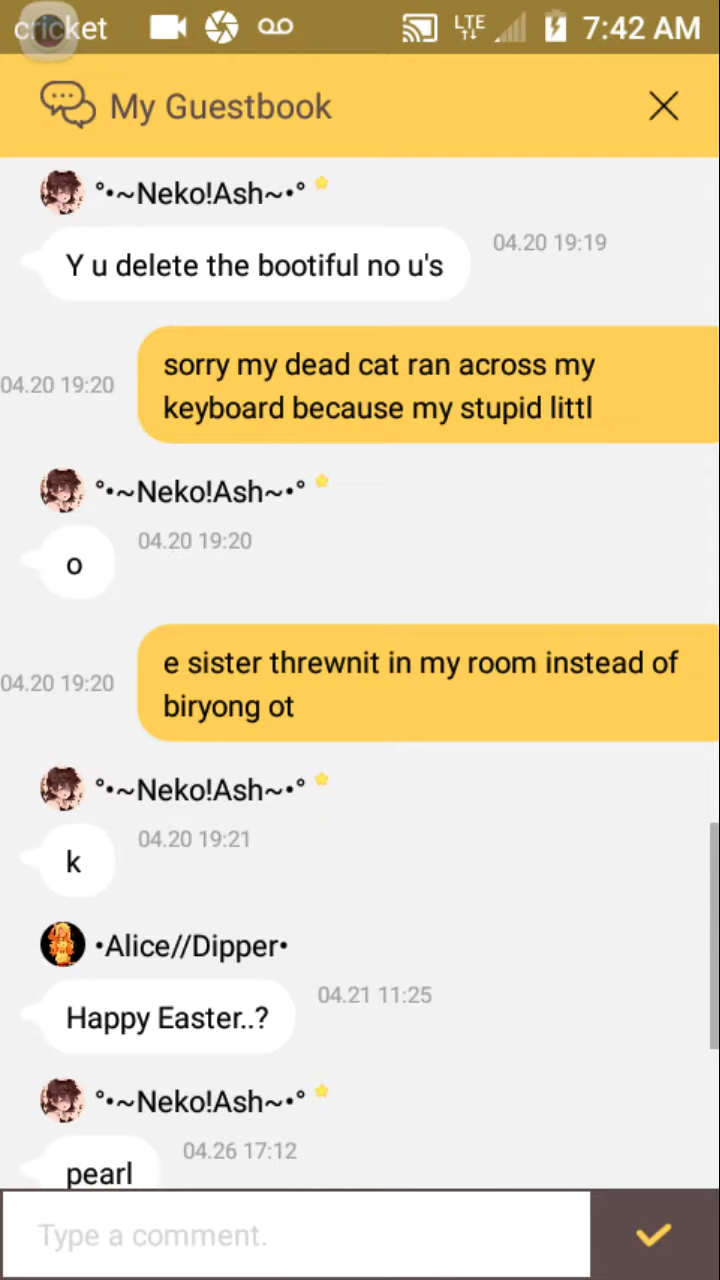 cricket LTE 7:42 AM
My Guestbook
°•~Neko!Ash~•°
Y u delete the bootiful no u's
04.20 19:19
sorry my dead cat ran across my
keyboard because my stupid littl
04.20 19:20
°•~Neko!Ash~•°
o
04.20 19:20
e sister threwnit in my room instead of
biryong ot
04.20 19:20
°•~Neko!Ash~•°
k
04.20 19:21
•Alice//Dipper•
Happy Easter..?
04.21 11:25
°•~Neko!Ash~•°
pearl
04.26 17:12
Type a comment.